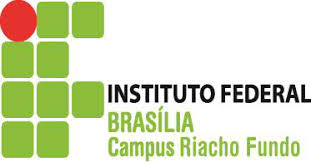 INSTITUTO FEDERAL
BRASÍLIA
Campus Riacho Fundo